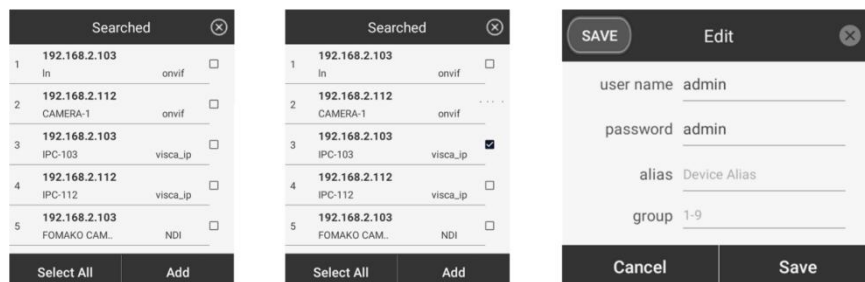 Searched
1 192.168.2.103
In onvif
2 192.168.2.112
CAMERA-1 onvif
3 192.168.2.103
IPC-103 visca_ip
4 192.168.2.112
IPC-112 visca_ip
5 192.168.2.103
FOMAKO CAM.. NDI
Select All Add
Searched
1 192.168.2.103
In onvif
2 192.168.2.112
CAMERA-1 onvif
3 192.168.2.103
IPC-103 visca_ip
4 192.168.2.112
IPC-112 visca_ip
5 192.168.2.103
FOMAKO CAM.. NDI
Select All Add
SAVE Edit
user name admin
password admin
alias Device Alias
group 1-9
Cancel Save